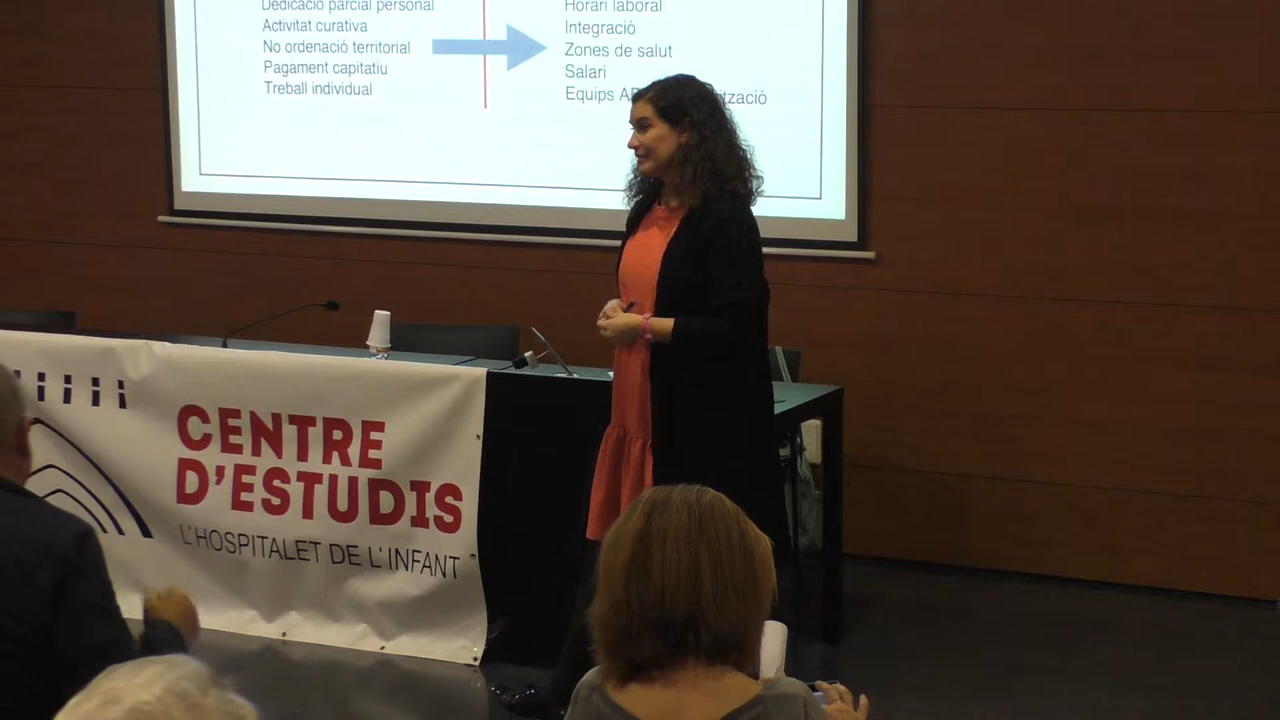 Dedicació parcial personal
Activitat curativa
No ordenació territorial
Pagament capitatiu
Treball individual
Horari laboral
Integració
Zones de salut
Salari
Equips
CENTRE
D'ESTUDIS
L'HOSPITALET DE L'INFANT